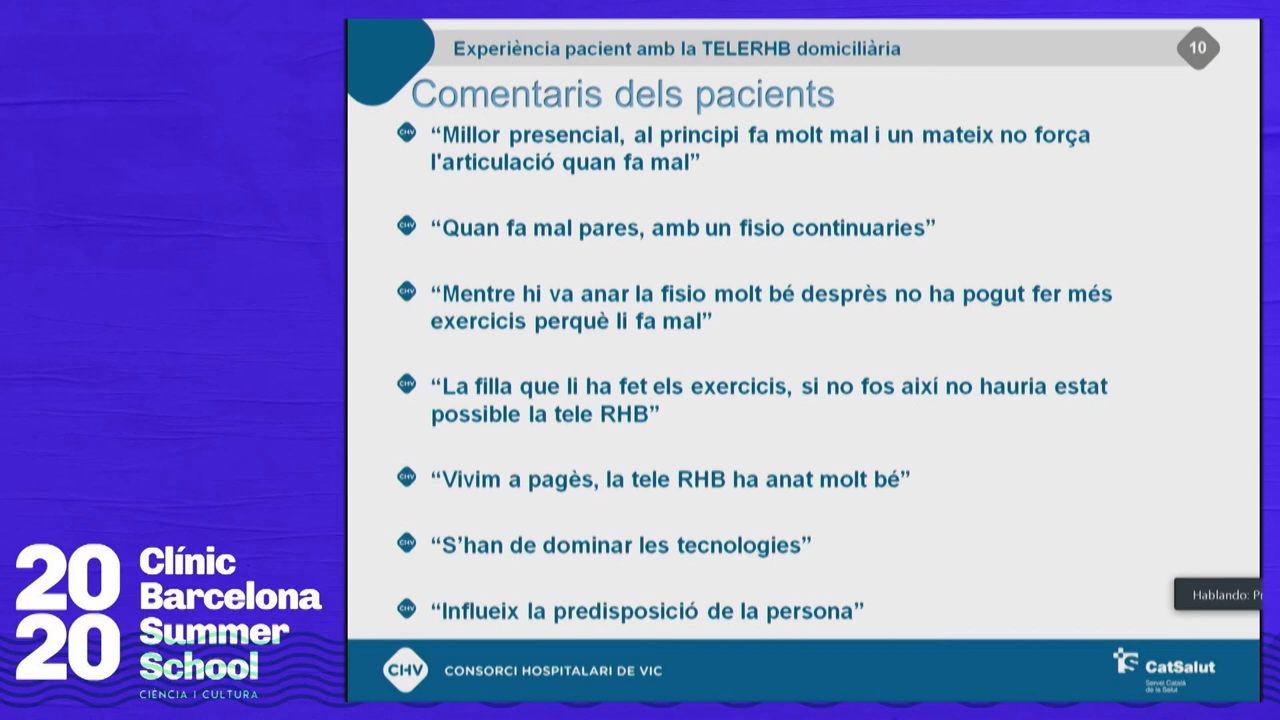 Experiència pacient amb la TELERHB domiciliària
10
Comentaris dels pacients
“Millor presencial, al principi fa molt mal i un mateix no força
l'articulació quan fa mal”
“Quan fa mal pares, amb un fisio continuaries”
“Mentre hi va anar la fisio molt bé desprès no ha pogut fer més
exercicis perquè li fa mal”
“La filla que li ha fet els exercicis, si no fos així no hauria estat
possible la tele RHB”
“Vivim a pagès, la tele RHB ha anat molt bé”
“S’han de dominar les tecnologies”
“Influeix la predisposició de la persona”
Hablando:
CHV
CONSORCI HOSPITALARI DE VIC
CatSalut
Servei Català
de la Salut
20
20
Clínic
Barcelona
Summer
School
CIÈNCIA I CULTURA